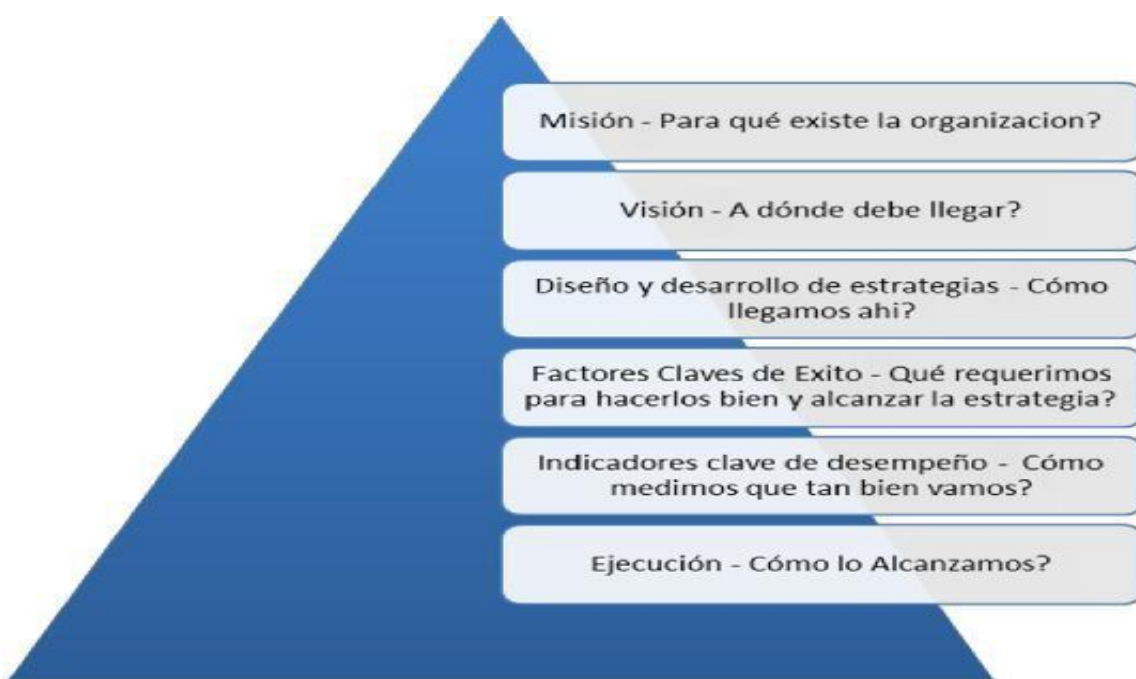 Misión - Para qué existe la organizacion?
Visión - A dónde debe llegar?
Diseño y desarrollo de estrategias - Cómo
llegamos ahi?
Factores Claves de Exito - Qué requerimos
para hacerlos bien y alcanzar la estrategia?
Indicadores clave de desempeño - Cómo
medimos que tan bien vamos?
Ejecución - Cómo lo Alcanzamos?